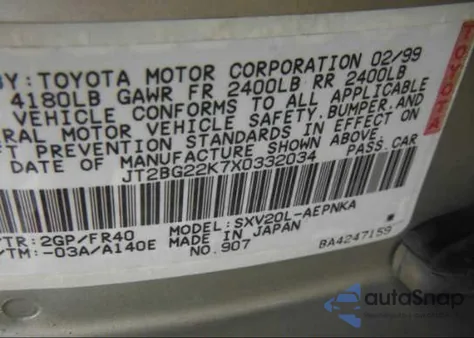 BY: TOYOTA MOTOR CORPORATION 02/99
4180LB GAWR FR 2400LB RR 2400LB
VEHICLE CONFORMS TO ALL APPLICABLE
ERAL MOTOR VEHICLE SAFETY, BUMPER, AND
FT PREVENTION STANDARDS IN EFFECT ON
DATE OF MANUFACTURE SHOWN ABOVE.
JT2BG22K7X0332034 PASS. CAR
/TR: 2GP/FR40 MODEL: SXV20L-AEPNKA
/TM: -03A/A140E MADE IN JAPAN
NO. 907 BA4247159
TOYOTA
autoSnap